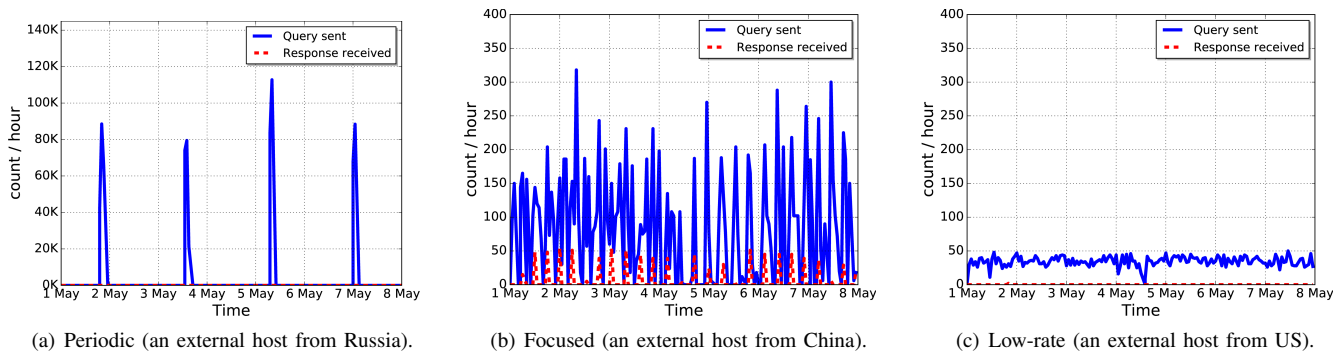 140K
120K
100K
80K
60K
40K
20K
0K
count / hour
Query sent
Response received
1 May 2 May 3 May 4 May 5 May 6 May 7 May 8 May
Time
(a) Periodic (an external host from Russia).
400
350
300
250
200
150
100
50
0
count / hour
Query sent
Response received
1 May 2 May 3 May 4 May 5 May 6 May 7 May 8 May
Time
(b) Focused (an external host from China).
400
350
300
250
200
150
100
50
0
count / hour
Query sent
Response received
1 May 2 May 3 May 4 May 5 May 6 May 7 May 8 May
Time
(c) Low-rate (an external host from US).